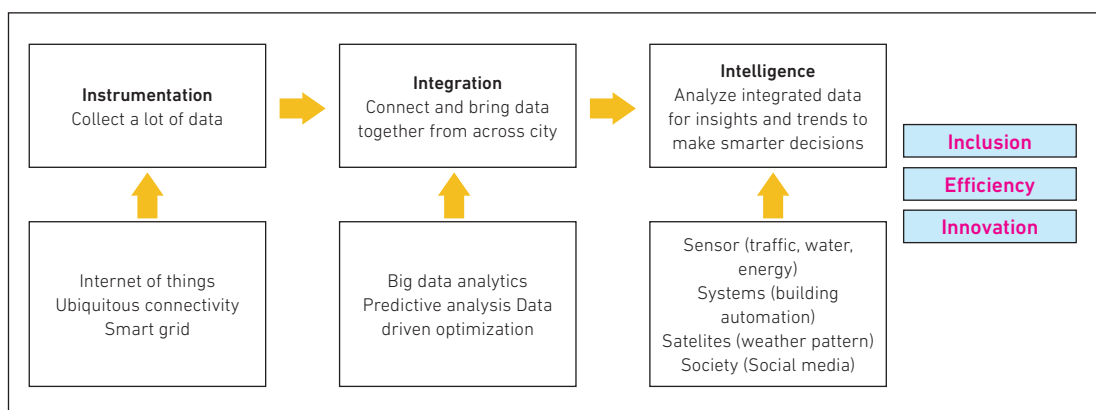 Instrumentation
Collect a lot of data
Integration
Connect and bring data
together from across city
Intelligence
Analyze integrated data
for insights and trends to
make smarter decisions
Inclusion
Efficiency
Innovation
Internet of things
Ubiquitous connectivity
Smart grid
Big data analytics
Predictive analysis Data
driven optimization
Sensor (traffic, water,
energy)
Systems (building
automation)
Satelites (weather pattern)
Society (Social media)